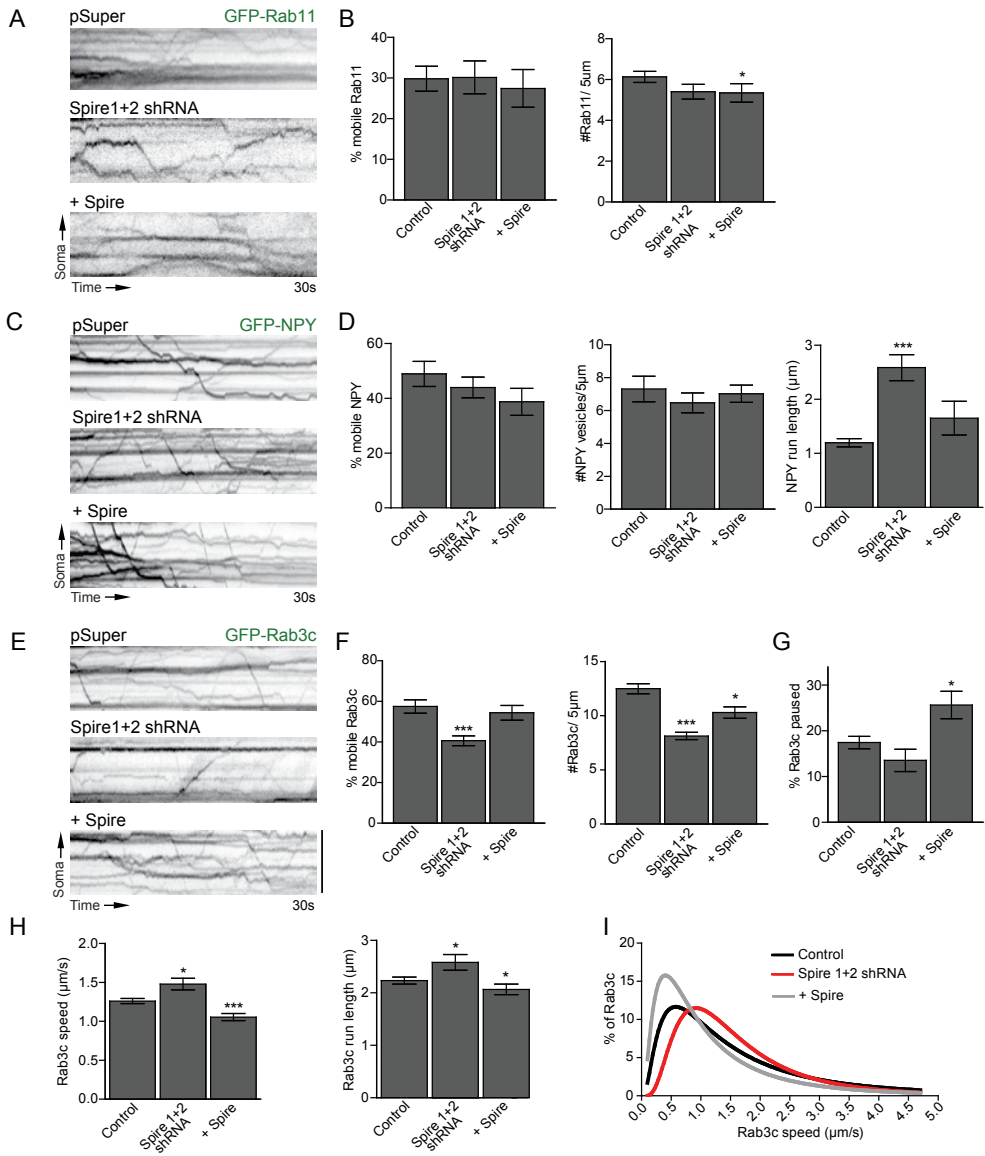 A
pSuper GFP-Rab11
Spire1+2 shRNA
+ Spire
Soma
Time 30s
B
% mobile Rab11
40
30
20
10
0
Control
Spire 1+2
shRNA
+ Spire
#Rab11/ 5um
8
6
4
2
0
*
Control
Spire 1+2
shRNA
+ Spire
C
pSuper GFP-NPY
Spire1+2 shRNA
+ Spire
Soma
Time 30s
D
% mobile NPY
60
40
20
0
Control
Spire 1+2
shRNA
+ Spire
#NPY vesicles/5μm
10
8
6
4
2
0
Control
Spire 1+2
shRNA
+ Spire
NPY run length (μm)
3
2
1
0
***
Control
Spire 1+2
shRNA
+ Spire
E
pSuper GFP-Rab3c
Spire1+2 shRNA
+ Spire
Soma
Time 30s
F
% mobile Rab3c
80
60
40
20
0
***
Control
Spire 1+2
shRNA
+ Spire
#Rab3c/ 5μm
15
10
5
0
***
*
Control
Spire 1+2
shRNA
+ Spire
G
% Rab3c paused
30
20
10
0
*
Control
Spire 1+2
shRNA
+ Spire
H
Rab3c speed (μm/s)
2.0
1.5
1.0
0.5
0.0
*
***
Control
Spire 1+2
shRNA
+ Spire
Rab3c run length (μm)
3
2
1
0
*
*
Control
Spire 1+2
shRNA
+ Spire
I
% of Rab3c
20
15
10
5
0
Control
Spire 1+2 shRNA
+ Spire
0.0 0.5 1.0 1.5 2.0 2.5 3.0 3.5 4.0 4.5 5.0
Rab3c speed (μm/s)